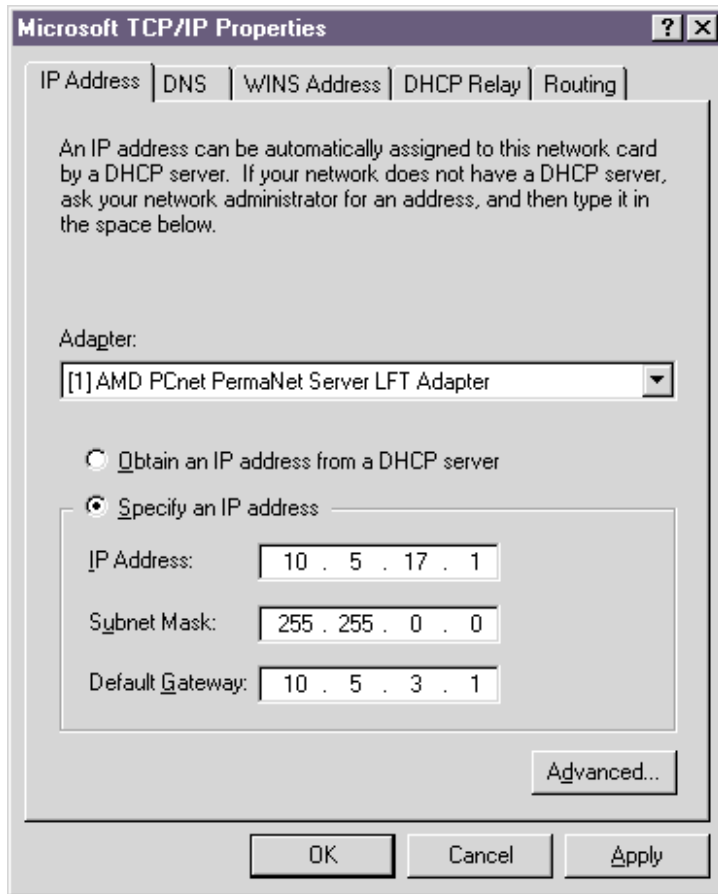 Microsoft TCP/IP Properties
IP Address DNS WINS Address DHCP Relay Routing
An IP address can be automatically assigned to this network card
by a DHCP server. If your network does not have a DHCP server,
ask your network administrator for an address, and then type it in
the space below.
Adapter:
[1] AMD PCnet PermaNet Server LFT Adapter
Obtain an IP address from a DHCP server
Specify an IP address
IP Address: 10 . 5 . 17 . 1
Subnet Mask: 255 . 255 . 0 . 0
Default Gateway: 10 . 5 . 3 . 1
Advanced...
OK Cancel Apply